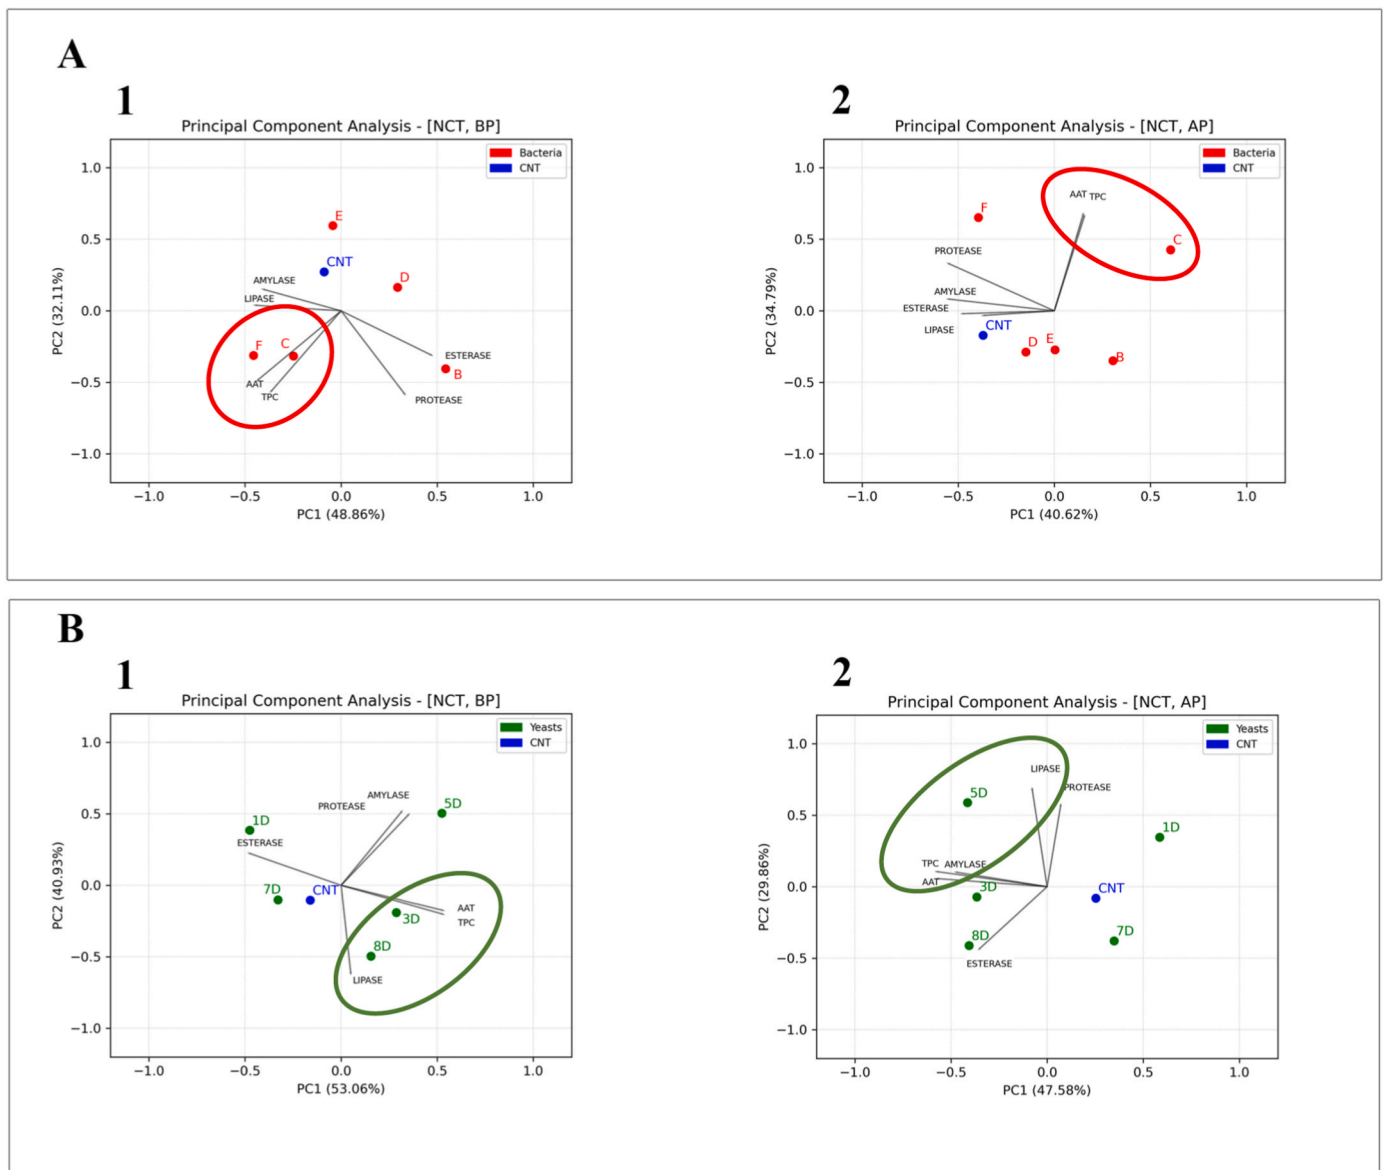 A
1
Principal Component Analysis - [NCT, BP]
Bacteria
CNT
1.0
0.5
0.0
−0.5
−1.0
PC2 (32.11%)
E
CNT
D
AMYLASE
LIPASE
F
C
AAT
TPC
ESTERASE
B
PROTEASE
−1.0
−0.5
0.0
0.5
1.0
PC1 (48.86%)
2
Principal Component Analysis - [NCT, AP]
Bacteria
CNT
1.0
0.5
0.0
−0.5
−1.0
PC2 (34.79%)
AAT TPC
F
C
PROTEASE
AMYLASE
ESTERASE
LIPASE
CNT
D
E
B
−1.0
−0.5
0.0
0.5
1.0
PC1 (40.62%)
B
1
Principal Component Analysis - [NCT, BP]
Yeasts
CNT
1.0
0.5
0.0
−0.5
−1.0
PC2 (40.93%)
AMYLASE
PROTEASE
5D
1D
ESTERASE
7D
CNT
AAT
3D
TPC
8D
LIPASE
−1.0
−0.5
0.0
0.5
1.0
PC1 (53.06%)
2
Principal Component Analysis - [NCT, AP]
Yeasts
CNT
1.0
0.5
0.0
−0.5
−1.0
PC2 (29.86%)
LIPASE
PROTEASE
5D
1D
TPC
AMYLASE
AAT
3D
CNT
8D
7D
ESTERASE
−1.0
−0.5
0.0
0.5
1.0
PC1 (47.58%)